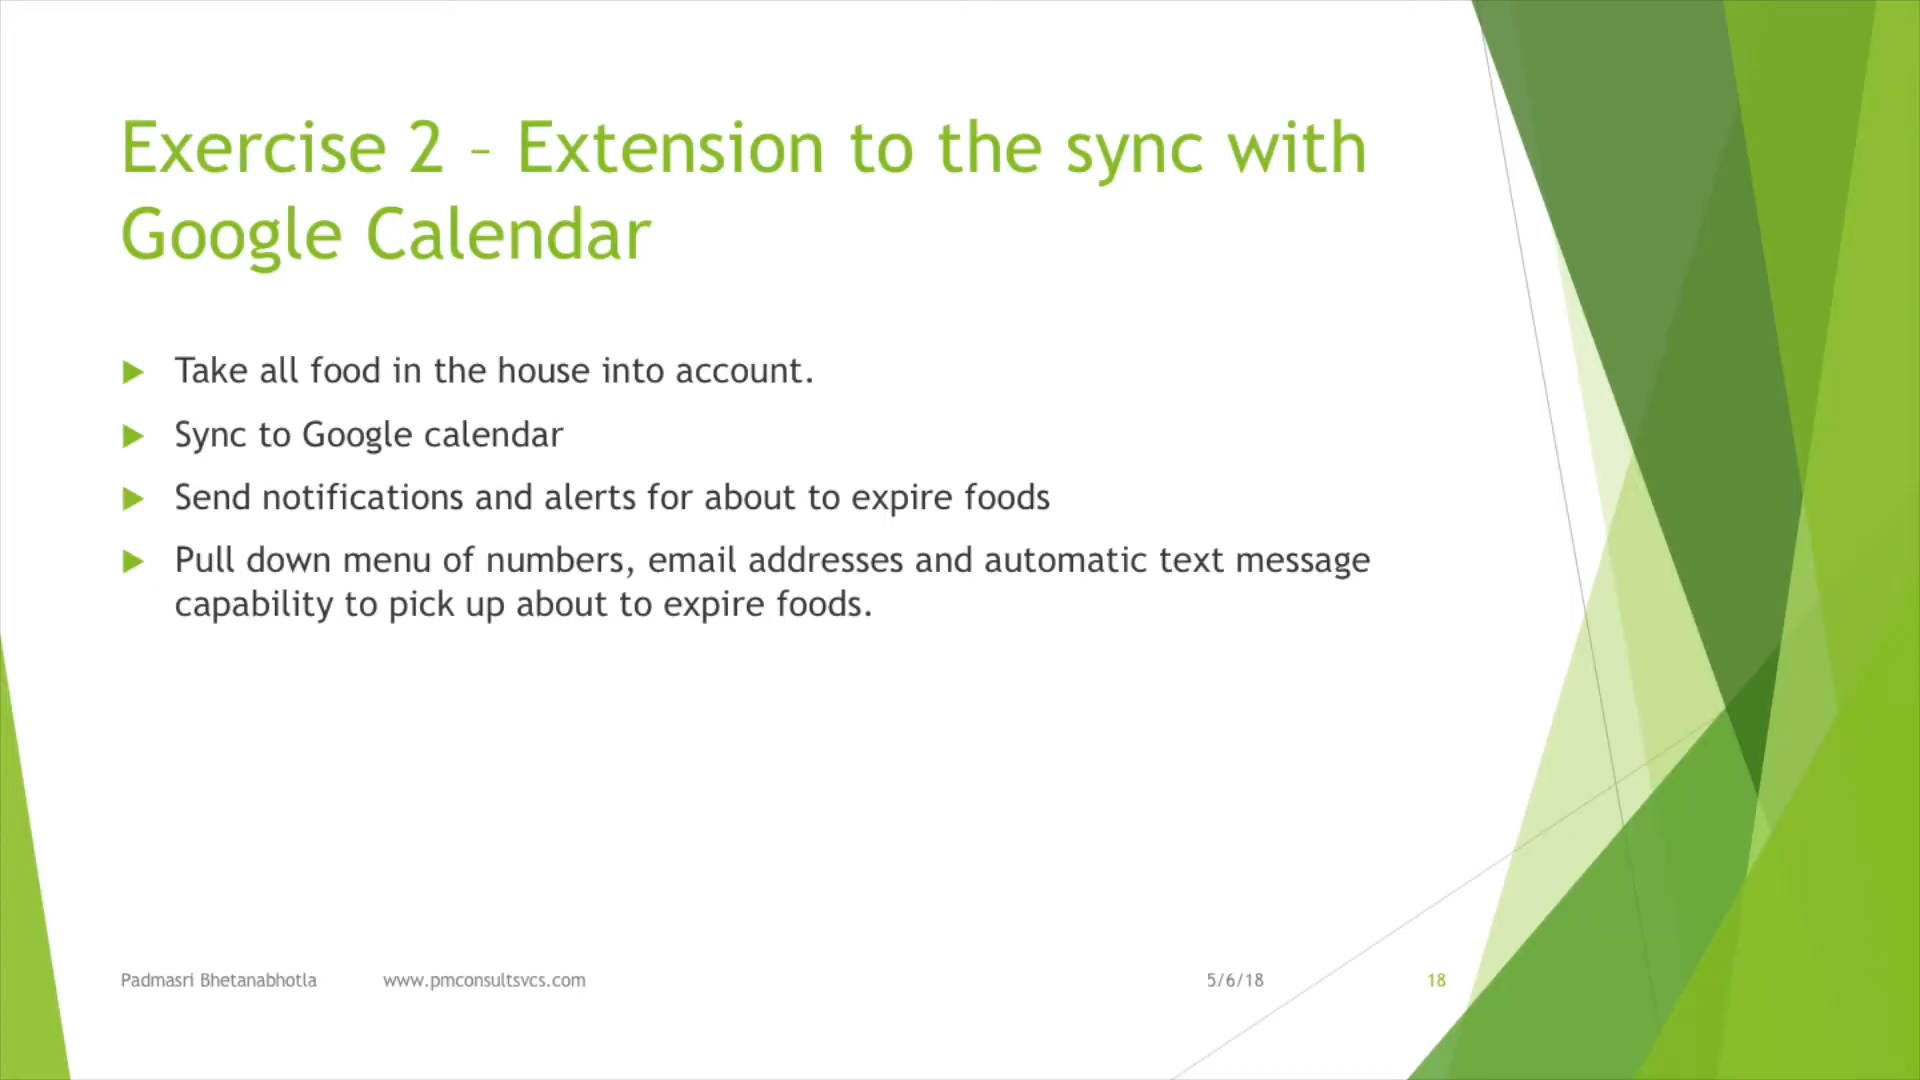 Exercise 2 – Extension to the sync with
Google Calendar
Take all food in the house into account.
Sync to Google calendar
Send notifications and alerts for about to expire foods
Pull down menu of numbers, email addresses and automatic text message
capability to pick up about to expire foods.
Padmasri Bhetanabhotla www.pmconsultsvcs.com 5/6/18 18